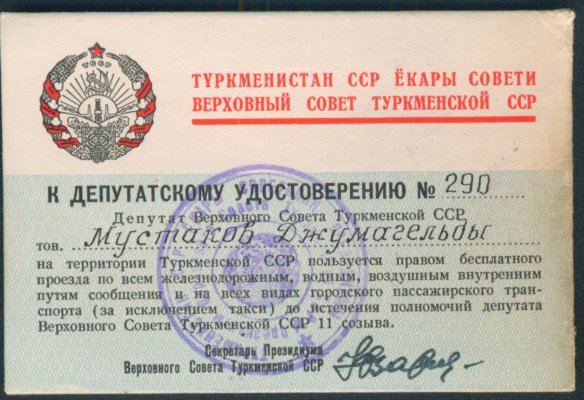 ТССР
ТҮРКМЕНИСТАН ССР ЁКАРЫ СОВЕТИ
ВЕРХОВНЫЙ СОВЕТ ТУРКМЕНСКОЙ ССР
К ДЕПУТАТСКОМУ УДОСТОВЕРЕНИЮ № 290
Депутат Верховного Совета Туркменской ССР
тов. Мустаков Джумагельды
на территории Туркменской ССР пользуется правом бесплатного
проезда по всем железнодорожным, водным, воздушным внутренним
путям сообщения и на всех видах городского пассажирского тран-
спорта (за исключением такси) до истечения полномочий депутата
Верховного Совета Туркменской ССР 11 созыва.
Секретарь Президиума
Верховного Совета Туркменской ССР